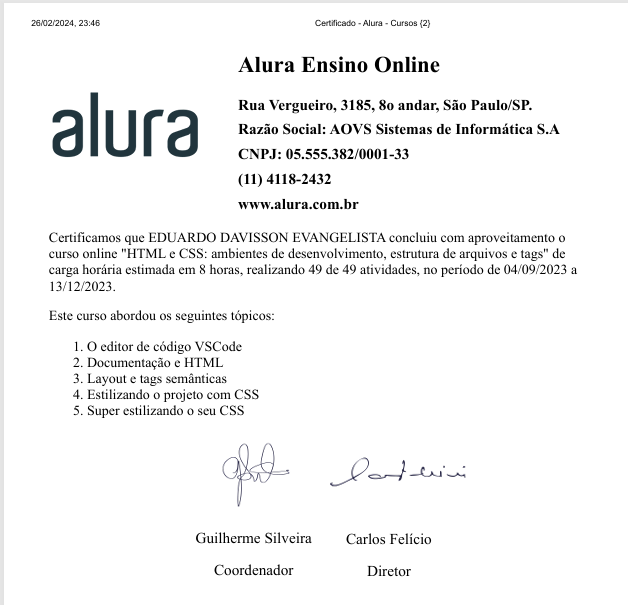 26/02/2024, 23:46 Certificado - Alura - Cursos {2}
Alura Ensino Online
alura
Rua Vergueiro, 3185, 8o andar, São Paulo/SP.
Razão Social: AOVS Sistemas de Informática S.A
CNPJ: 05.555.382/0001-33
(11) 4118-2432
www.alura.com.br
Certificamos que EDUARDO DAVISSON EVANGELISTA concluiu com aproveitamento o
curso online "HTML e CSS: ambientes de desenvolvimento, estrutura de arquivos e tags" de
carga horária estimada em 8 horas, realizando 49 de 49 atividades, no período de 04/09/2023 a
13/12/2023.
Este curso abordou os seguintes tópicos:
1. O editor de código VSCode
2. Documentação e HTML
3. Layout e tags semânticas
4. Estilizando o projeto com CSS
5. Super estilizando o seu CSS
Guilherme Silveira Carlos Felício
Coordenador Diretor